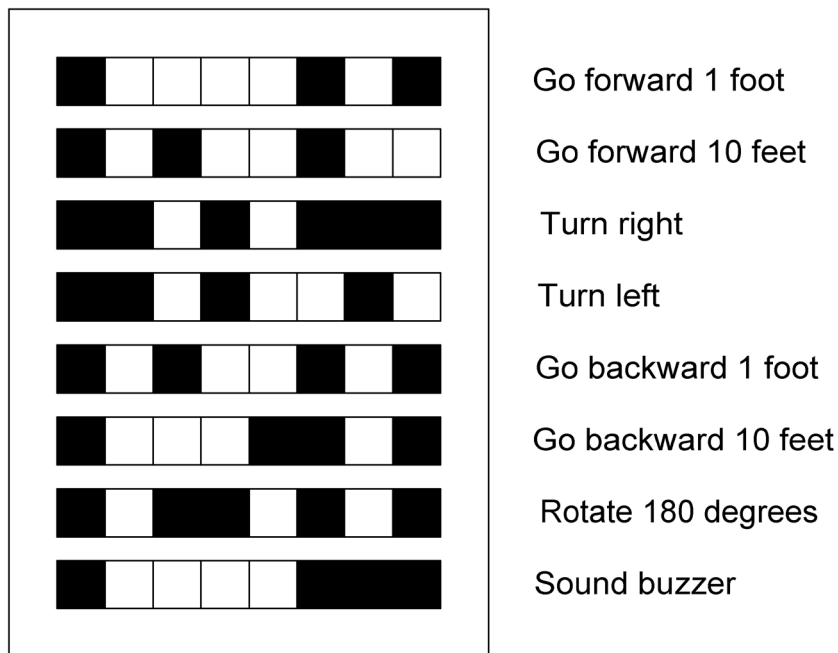 Go forward 1 foot
Go forward 10 feet
Turn right
Turn left
Go backward 1 foot
Go backward 10 feet
Rotate 180 degrees
Sound buzzer